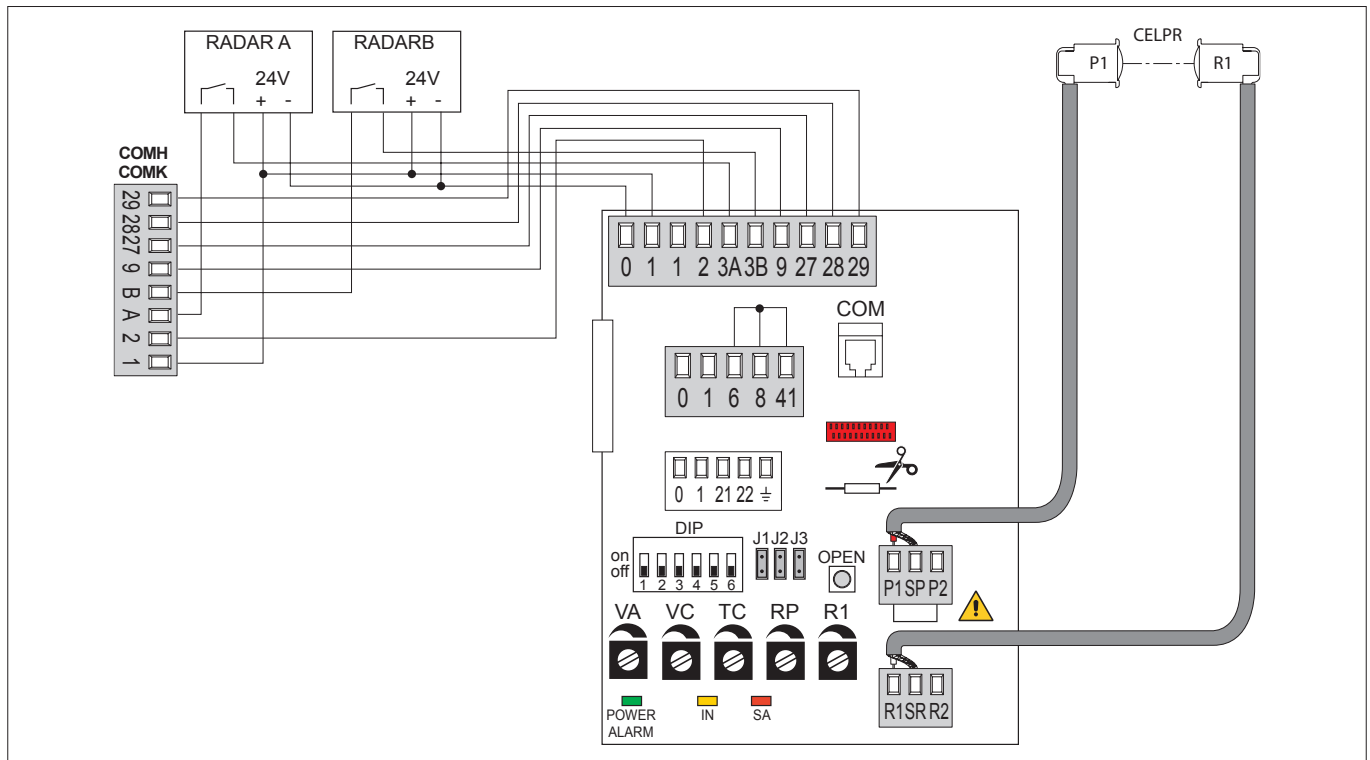 RADAR A
24V
+ -
RADARB
24V
+ -
CELPR
P1
R1
COMH
COMK
29
28
27
9
B
A
2
1
0 1 1 2 3A 3B 9 27 28 29
COM
0 1 6 8 41
0 1 21 22
DIP
on
off
1 2 3 4 5 6
J1 J2 J3
OPEN
P1 SP P2
VA VC TC RP R1
R1 SR R2
POWER
ALARM
IN
SA